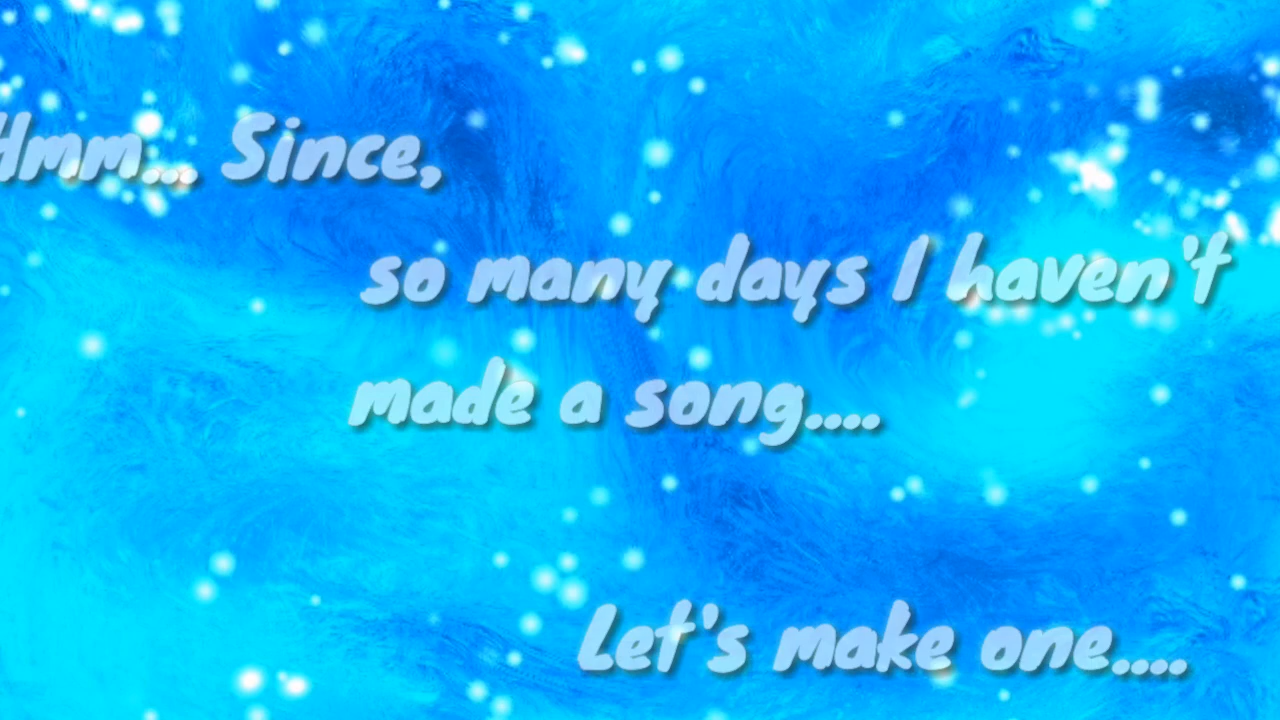 Hmm... Since,
so many days I haven't
made a song....
Let's make one....